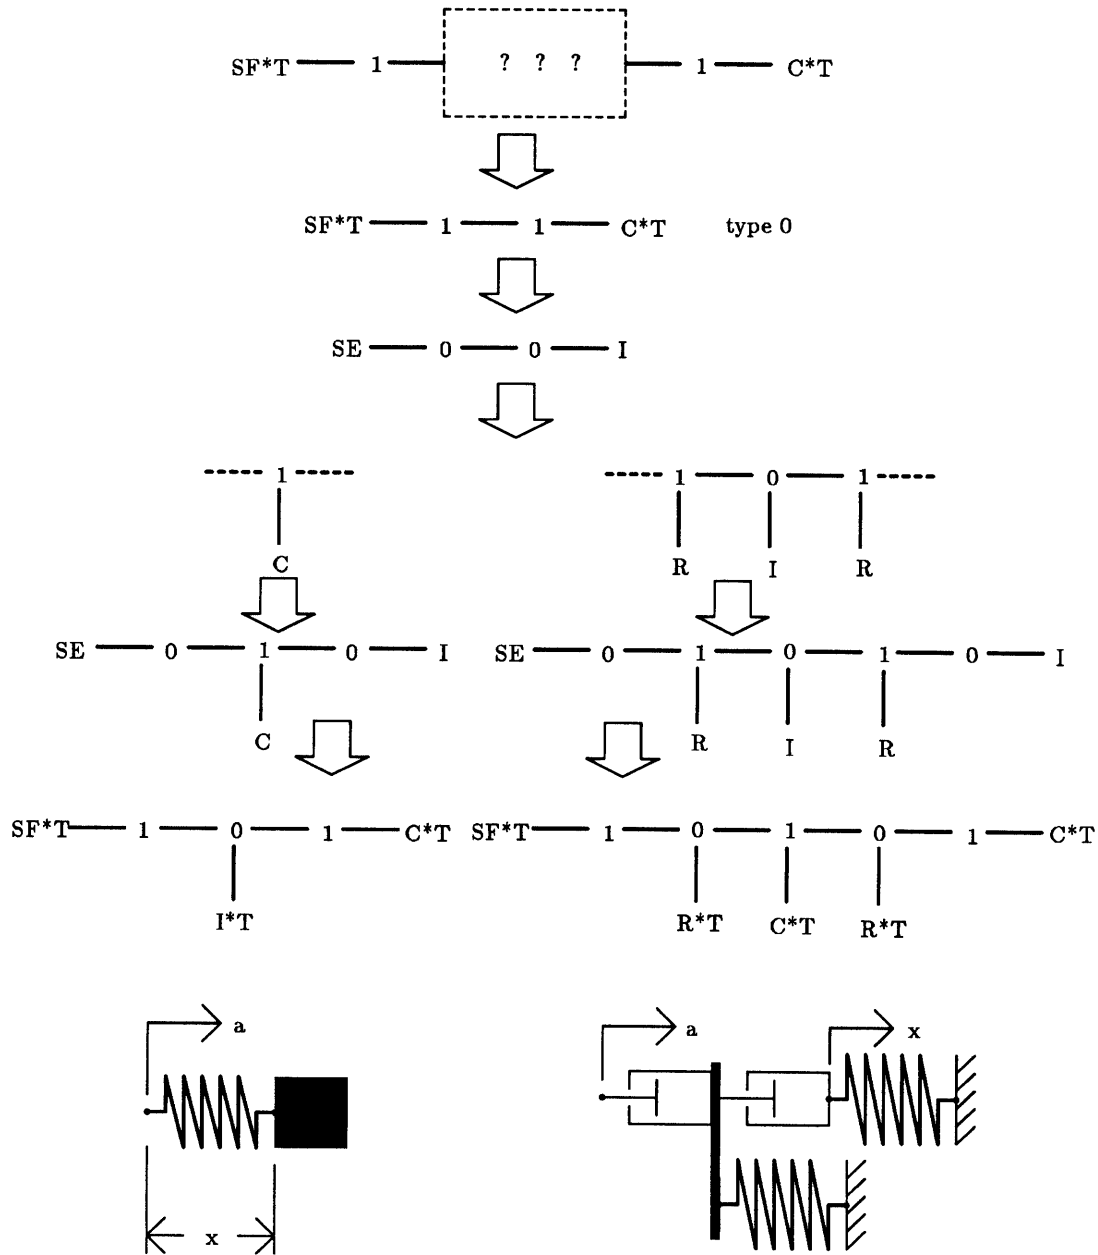 SF*T 1 ? ? ? 1 C*T
SF*T 1 1 C*T type 0
SE 0 0 I
1 1 0 1
C R I R
SE 0 1 0 I SE 0 1 0 1 0 I
C R I R
SF*T 1 0 1 C*T SF*T 1 0 1 0 1 C*T
I*T R*T C*T R*T
a a x
x